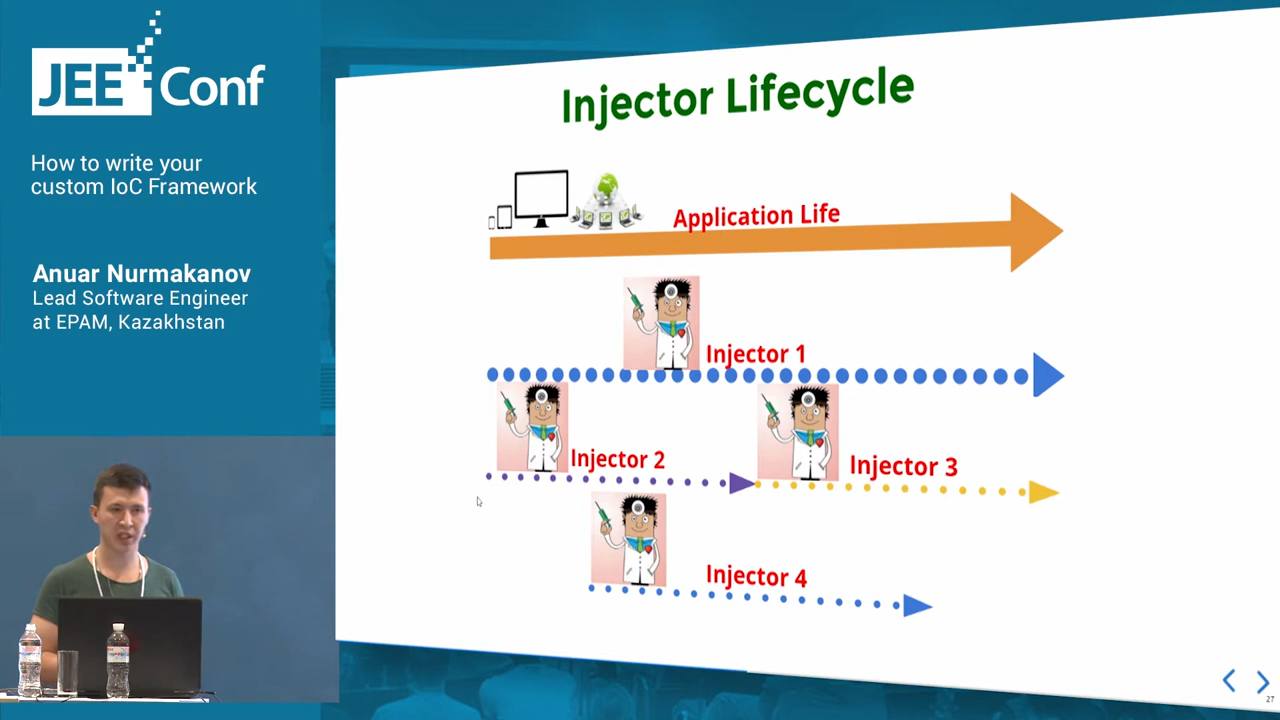 JEE Conf
How to write your
custom IoC Framework
Anuar Nurmakanov
Lead Software Engineer
at EPAM, Kazakhstan
Injector Lifecycle
Application Life
Injector 1
Injector 2
Injector 3
Injector 4
27